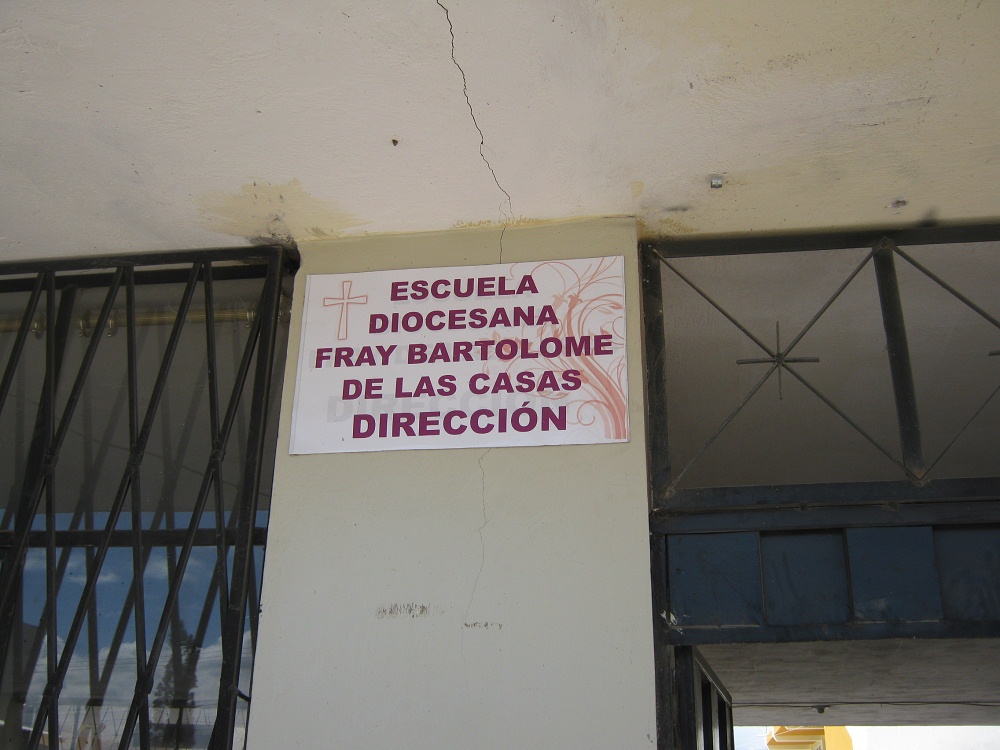 ESCUELA
DIOCESANA
FRAY BARTOLOME
DE LAS CASAS
DIRECCIÓN